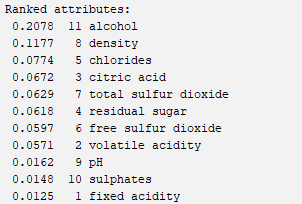 Ranked attributes:
0.2078 11 alcohol
0.1177 8 density
0.0774 5 chlorides
0.0672 3 citric acid
0.0629 7 total sulfur dioxide
0.0618 4 residual sugar
0.0597 6 free sulfur dioxide
0.0571 2 volatile acidity
0.0162 9 pH
0.0148 10 sulphates
0.0125 1 fixed acidity